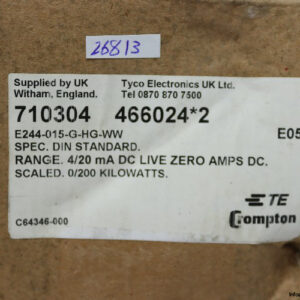 26813
Supplied by UK Tyco Electronics UK Ltd.
Witham, England. Tel 0870 870 7500
710304 466024*2
E244-015-G-HG-WW E05
SPEC. DIN STANDARD.
RANGE. 4/20 mA DC LIVE ZERO AMPS DC.
SCALED. 0/200 KILOWATTS.
TE
C64346-000 Crompton